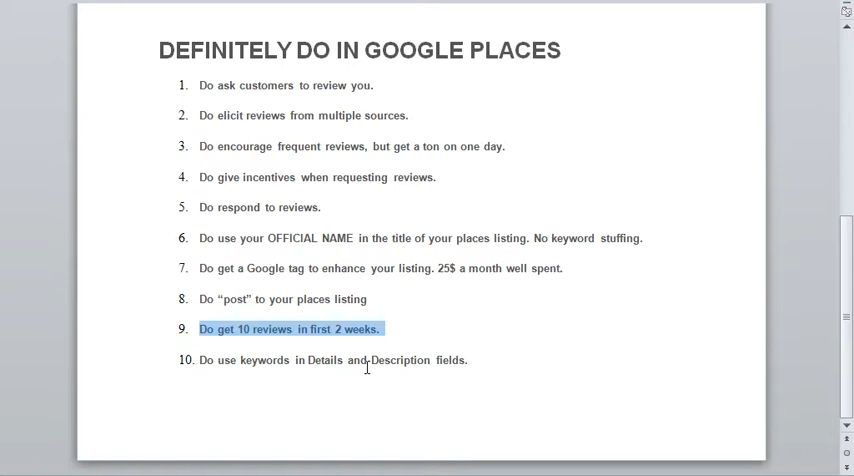 DEFINITELY DO IN GOOGLE PLACES
1. Do ask customers to review you.
2. Do elicit reviews from multiple sources.
3. Do encourage frequent reviews, but get a ton on one day.
4. Do give incentives when requesting reviews.
5. Do respond to reviews.
6. Do use your OFFICIAL NAME in the title of your places listing. No keyword stuffing.
7. Do get a Google tag to enhance your listing. 25$ a month well spent.
8. Do “post” to your places listing
9. Do get 10 reviews in first 2 weeks.
10. Do use keywords in Details and Description fields.